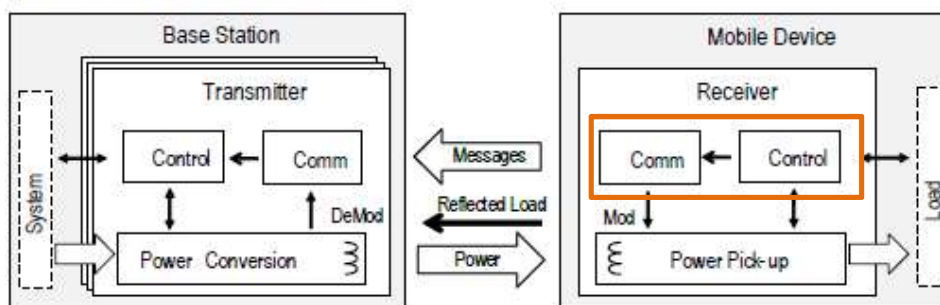 Base Station
Mobile Device
Transmitter
Receiver
System
Control
Comm
Messages
Comm
Control
Load
Reflected Load
DeMod
Mod
Power Conversion
Power
Power Pick-up